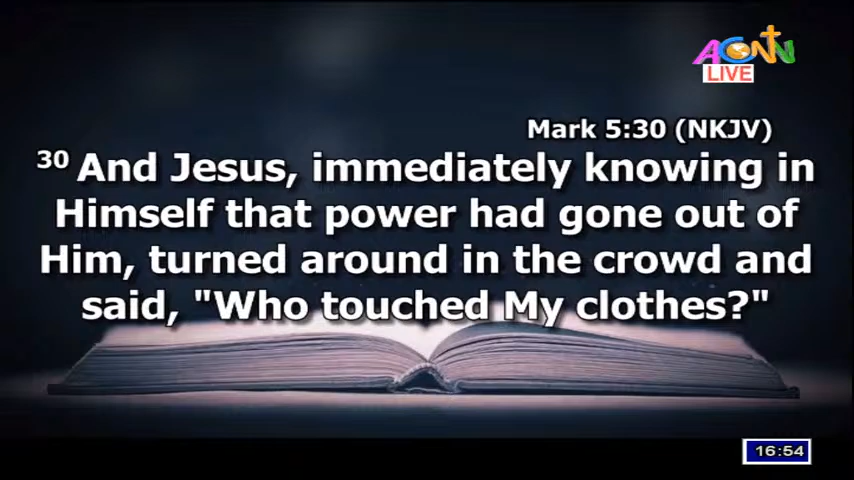 ACNN
LIVE
Mark 5:30 (NKJV)
30 And Jesus, immediately knowing in
Himself that power had gone out of
Him, turned around in the crowd and
said, "Who touched My clothes?"
16:54